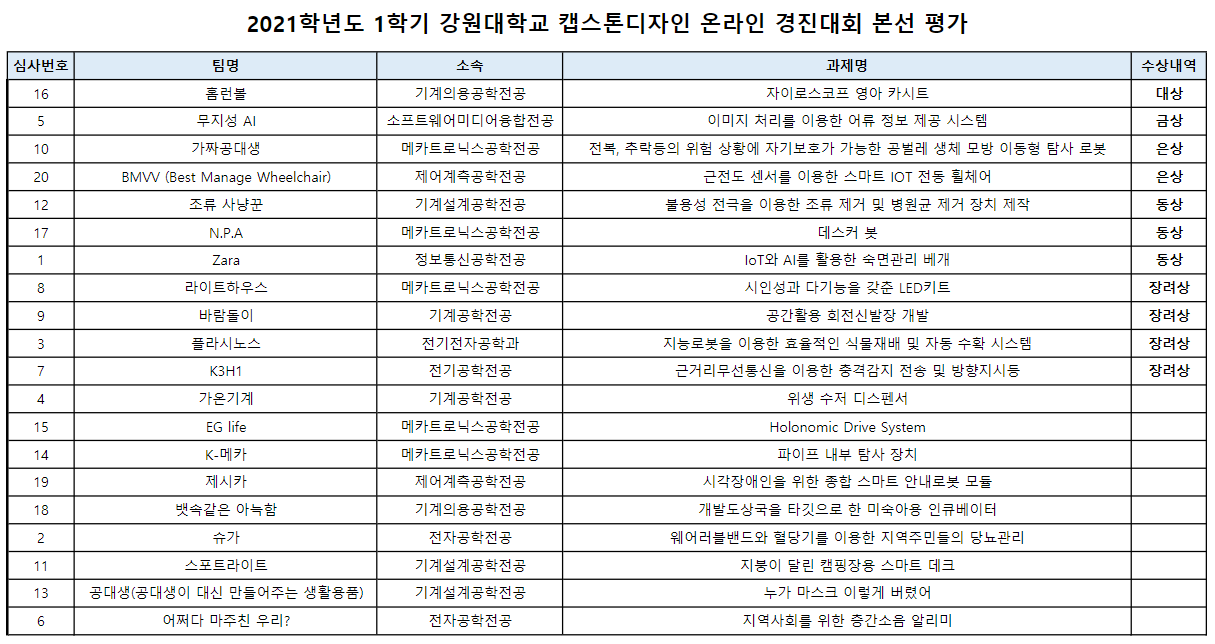 2021학년도 1학기 강원대학교 캡스톤디자인 온라인 경진대회 본선 평가
심사번호 팀명 소속 과제명 수상내역
16 홈런볼 기계의용공학전공 자이로스코프 영아 카시트 대상
5 무지성 AI 소프트웨어미디어융합전공 이미지 처리를 이용한 어류 정보 제공 시스템 금상
10 가짜공대생 메카트로닉스공학전공 전복, 추락등의 위험 상황에 자기보호가 가능한 공벌레 생체 모방 이동형 탐사 로봇 은상
20 BMVV (Best Manage Wheelchair) 제어계측공학전공 근전도 센서를 이용한 스마트 IOT 전동 휠체어 은상
12 조류 사냥꾼 기계설계공학전공 불용성 전극을 이용한 조류 제거 및 병원균 제거 장치 제작 동상
17 N.P.A 메카트로닉스공학전공 데스커 봇 동상
1 Zara 정보통신공학전공 IoT와 AI를 활용한 숙면관리 베개 동상
8 라이트하우스 메카트로닉스공학전공 시인성과 다기능을 갖춘 LED키트 장려상
9 바람돌이 기계공학전공 공간활용 회전신발장 개발 장려상
3 플라시노스 전기전자공학과 지능로봇을 이용한 효율적인 식물재배 및 자동 수확 시스템 장려상
7 K3H1 전기공학전공 근거리무선통신을 이용한 충격감지 전송 및 방향지시등 장려상
4 가온기계 기계공학전공 위생 수저 디스펜서
15 EG life 메카트로닉스공학전공 Holonomic Drive System
14 K-메카 메카트로닉스공학전공 파이프 내부 탐사 장치
19 제시카 제어계측공학전공 시각장애인을 위한 종합 스마트 안내로봇 모듈
18 뱃속같은 아늑함 기계의용공학전공 개발도상국을 타깃으로 한 미숙아용 인큐베이터
2 슈가 전자공학전공 웨어러블밴드와 혈당기를 이용한 지역주민들의 당뇨관리
11 스포트라이트 기계설계공학전공 지붕이 달린 캠핑장용 스마트 데크
13 공대생(공대생이 대신 만들어주는 생활용품) 기계설계공학전공 누가 마스크 이렇게 버렸어
6 어쩌다 마주친 우리? 전자공학전공 지역사회를 위한 층간소음 알리미